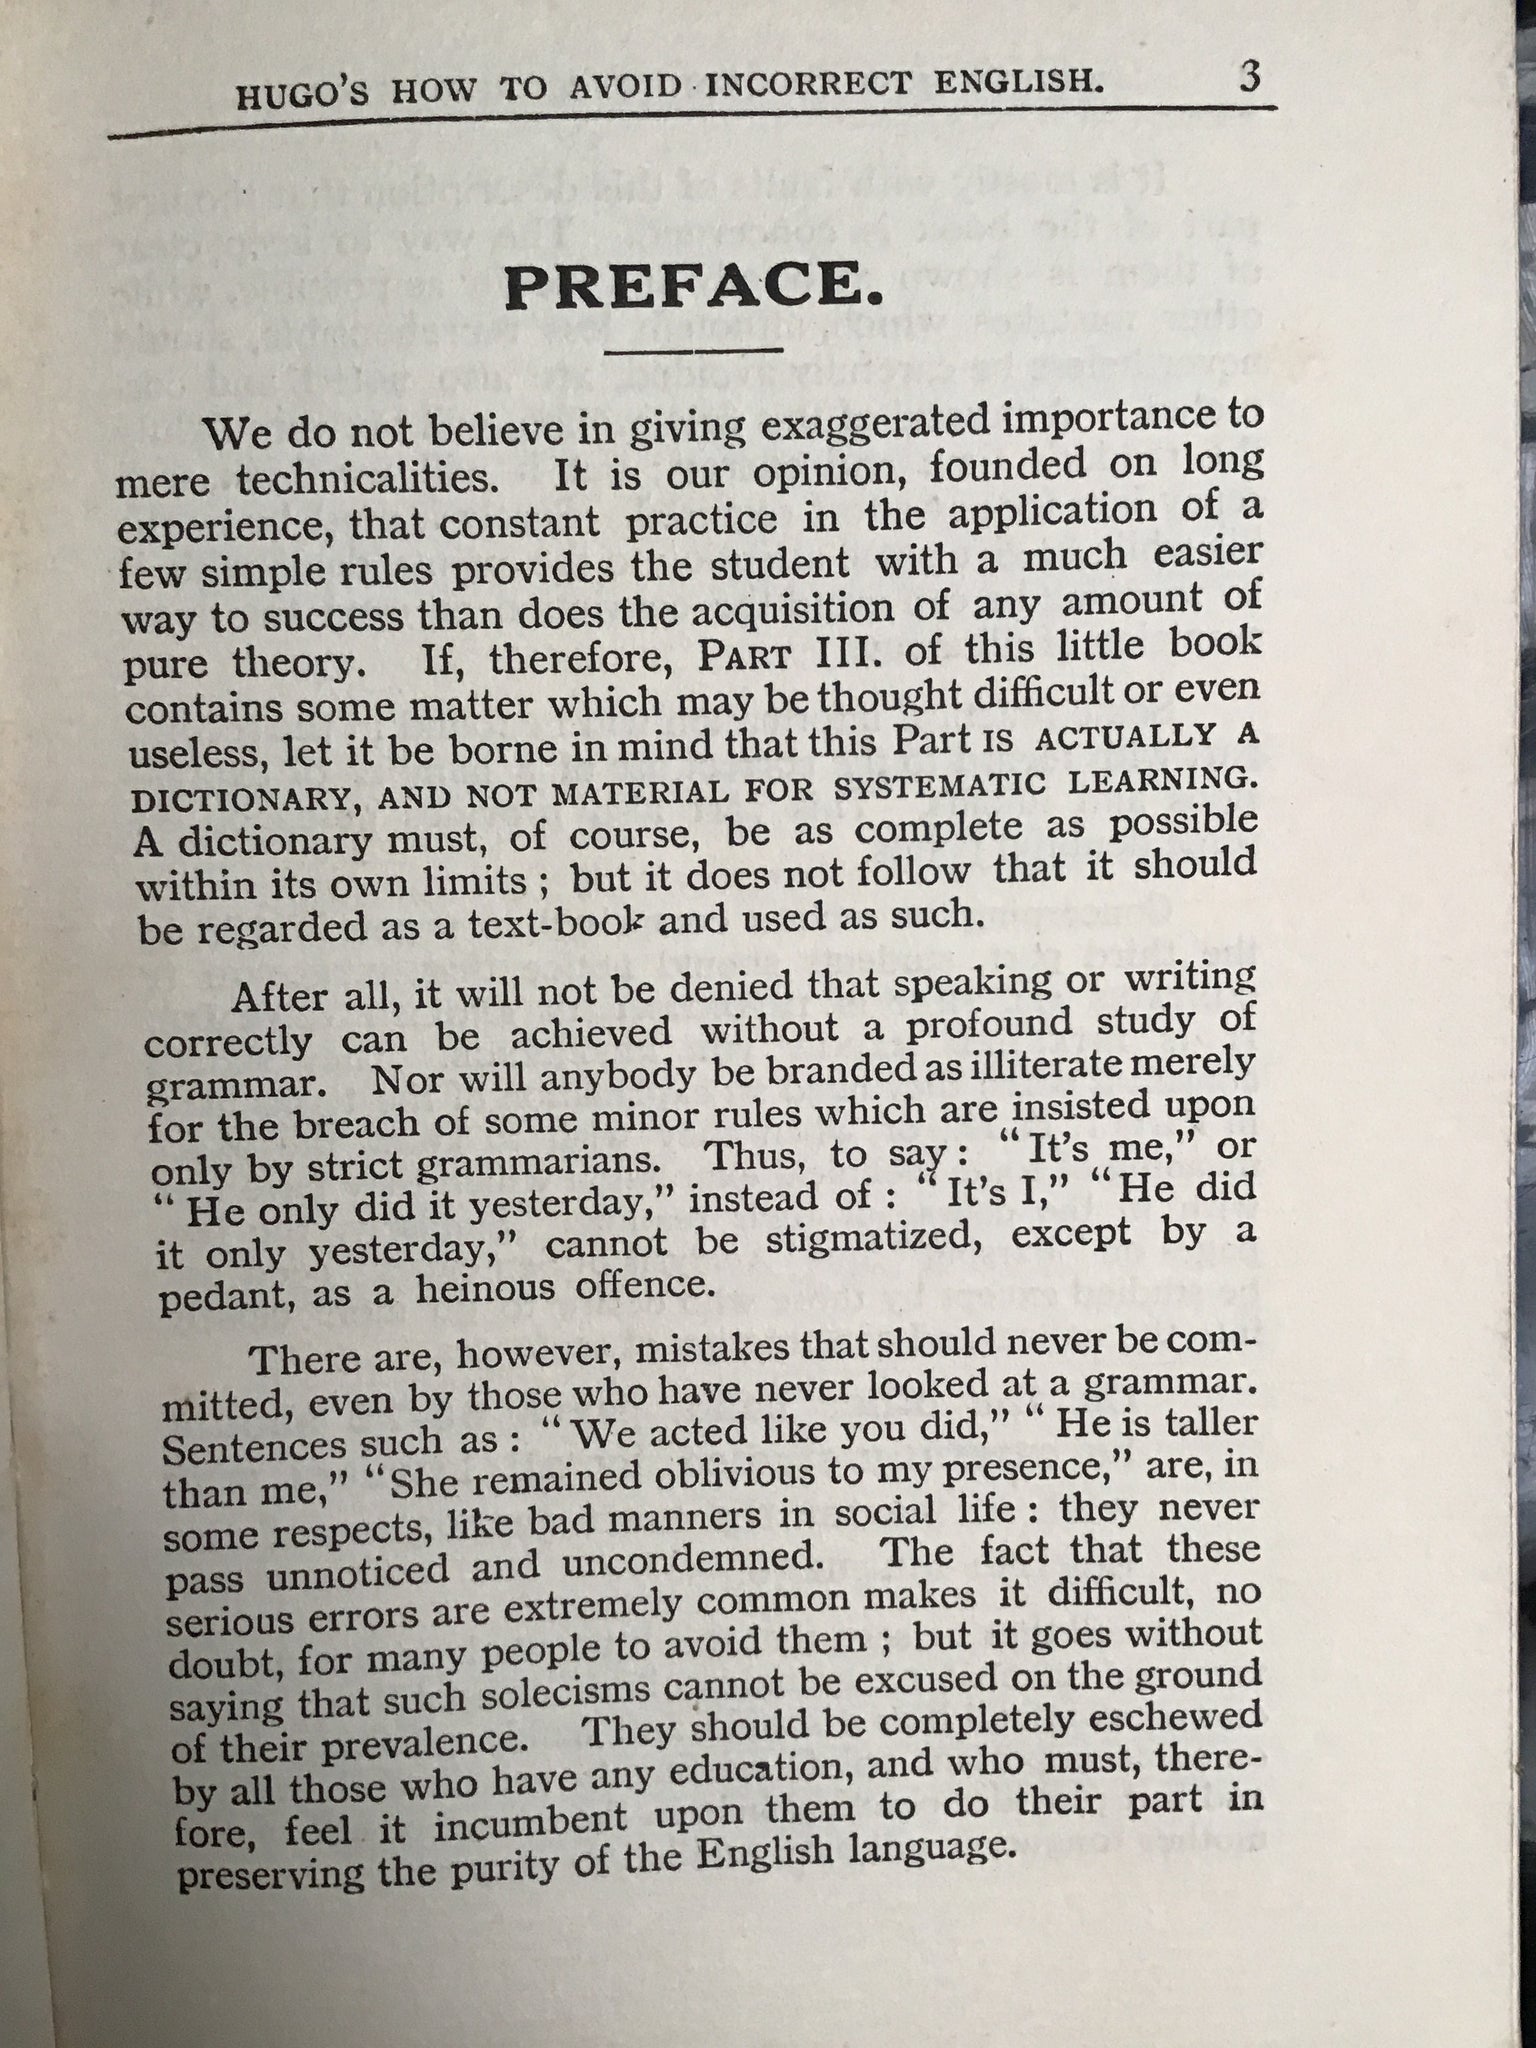 HUGO'S HOW TO AVOID INCORRECT ENGLISH. 3
PREFACE.
We do not believe in giving exaggerated importance to
mere technicalities. It is our opinion, founded on long
experience, that constant practice in the application of a
few simple rules provides the student with a much easier
way to success than does the acquisition of any amount of
pure theory. If, therefore, PART III. of this little book
contains some matter which may be thought difficult or even
useless, let it be borne in mind that this Part IS ACTUALLY A
DICTIONARY, AND NOT MATERIAL FOR SYSTEMATIC LEARNING.
A dictionary must, of course, be as complete as possible
within its own limits ; but it does not follow that it should
be regarded as a text-book and used as such.
After all, it will not be denied that speaking or writing
correctly can be achieved without a profound study of
grammar. Nor will anybody be branded as illiterate merely
for the breach of some minor rules which are insisted upon
only by strict grammarians. Thus, to say : "It's me," or
" He only did it yesterday," instead of : "It's I," "He did
it only yesterday," cannot be stigmatized, except by a
pedant, as a heinous offence.
There are, however, mistakes that should never be com-
mitted, even by those who have never looked at a grammar.
Sentences such as : "We acted like you did," " He is taller
than me," "She remained oblivious to my presence," are, in
some respects, like bad manners in social life : they never
pass unnoticed and uncondemned. The fact that these
serious errors are extremely common makes it difficult, no
doubt, for many people to avoid them ; but it goes without
saying that such solecisms cannot be excused on the ground
of their prevalence. They should be completely eschewed
by all those who have any education, and who must, there-
fore, feel it incumbent upon them to do their part in
preserving the purity of the English language.